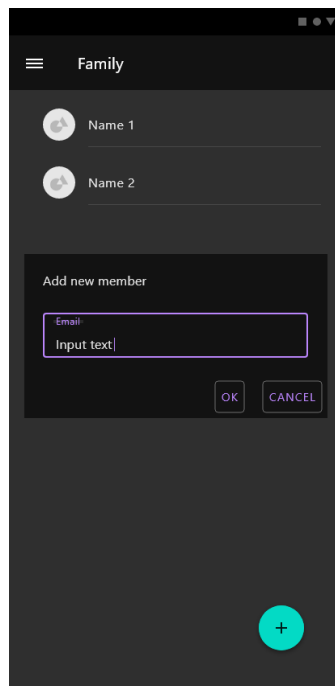 Family
Name 1
Name 2
Add new member
Email
Input text
OK CANCEL
+